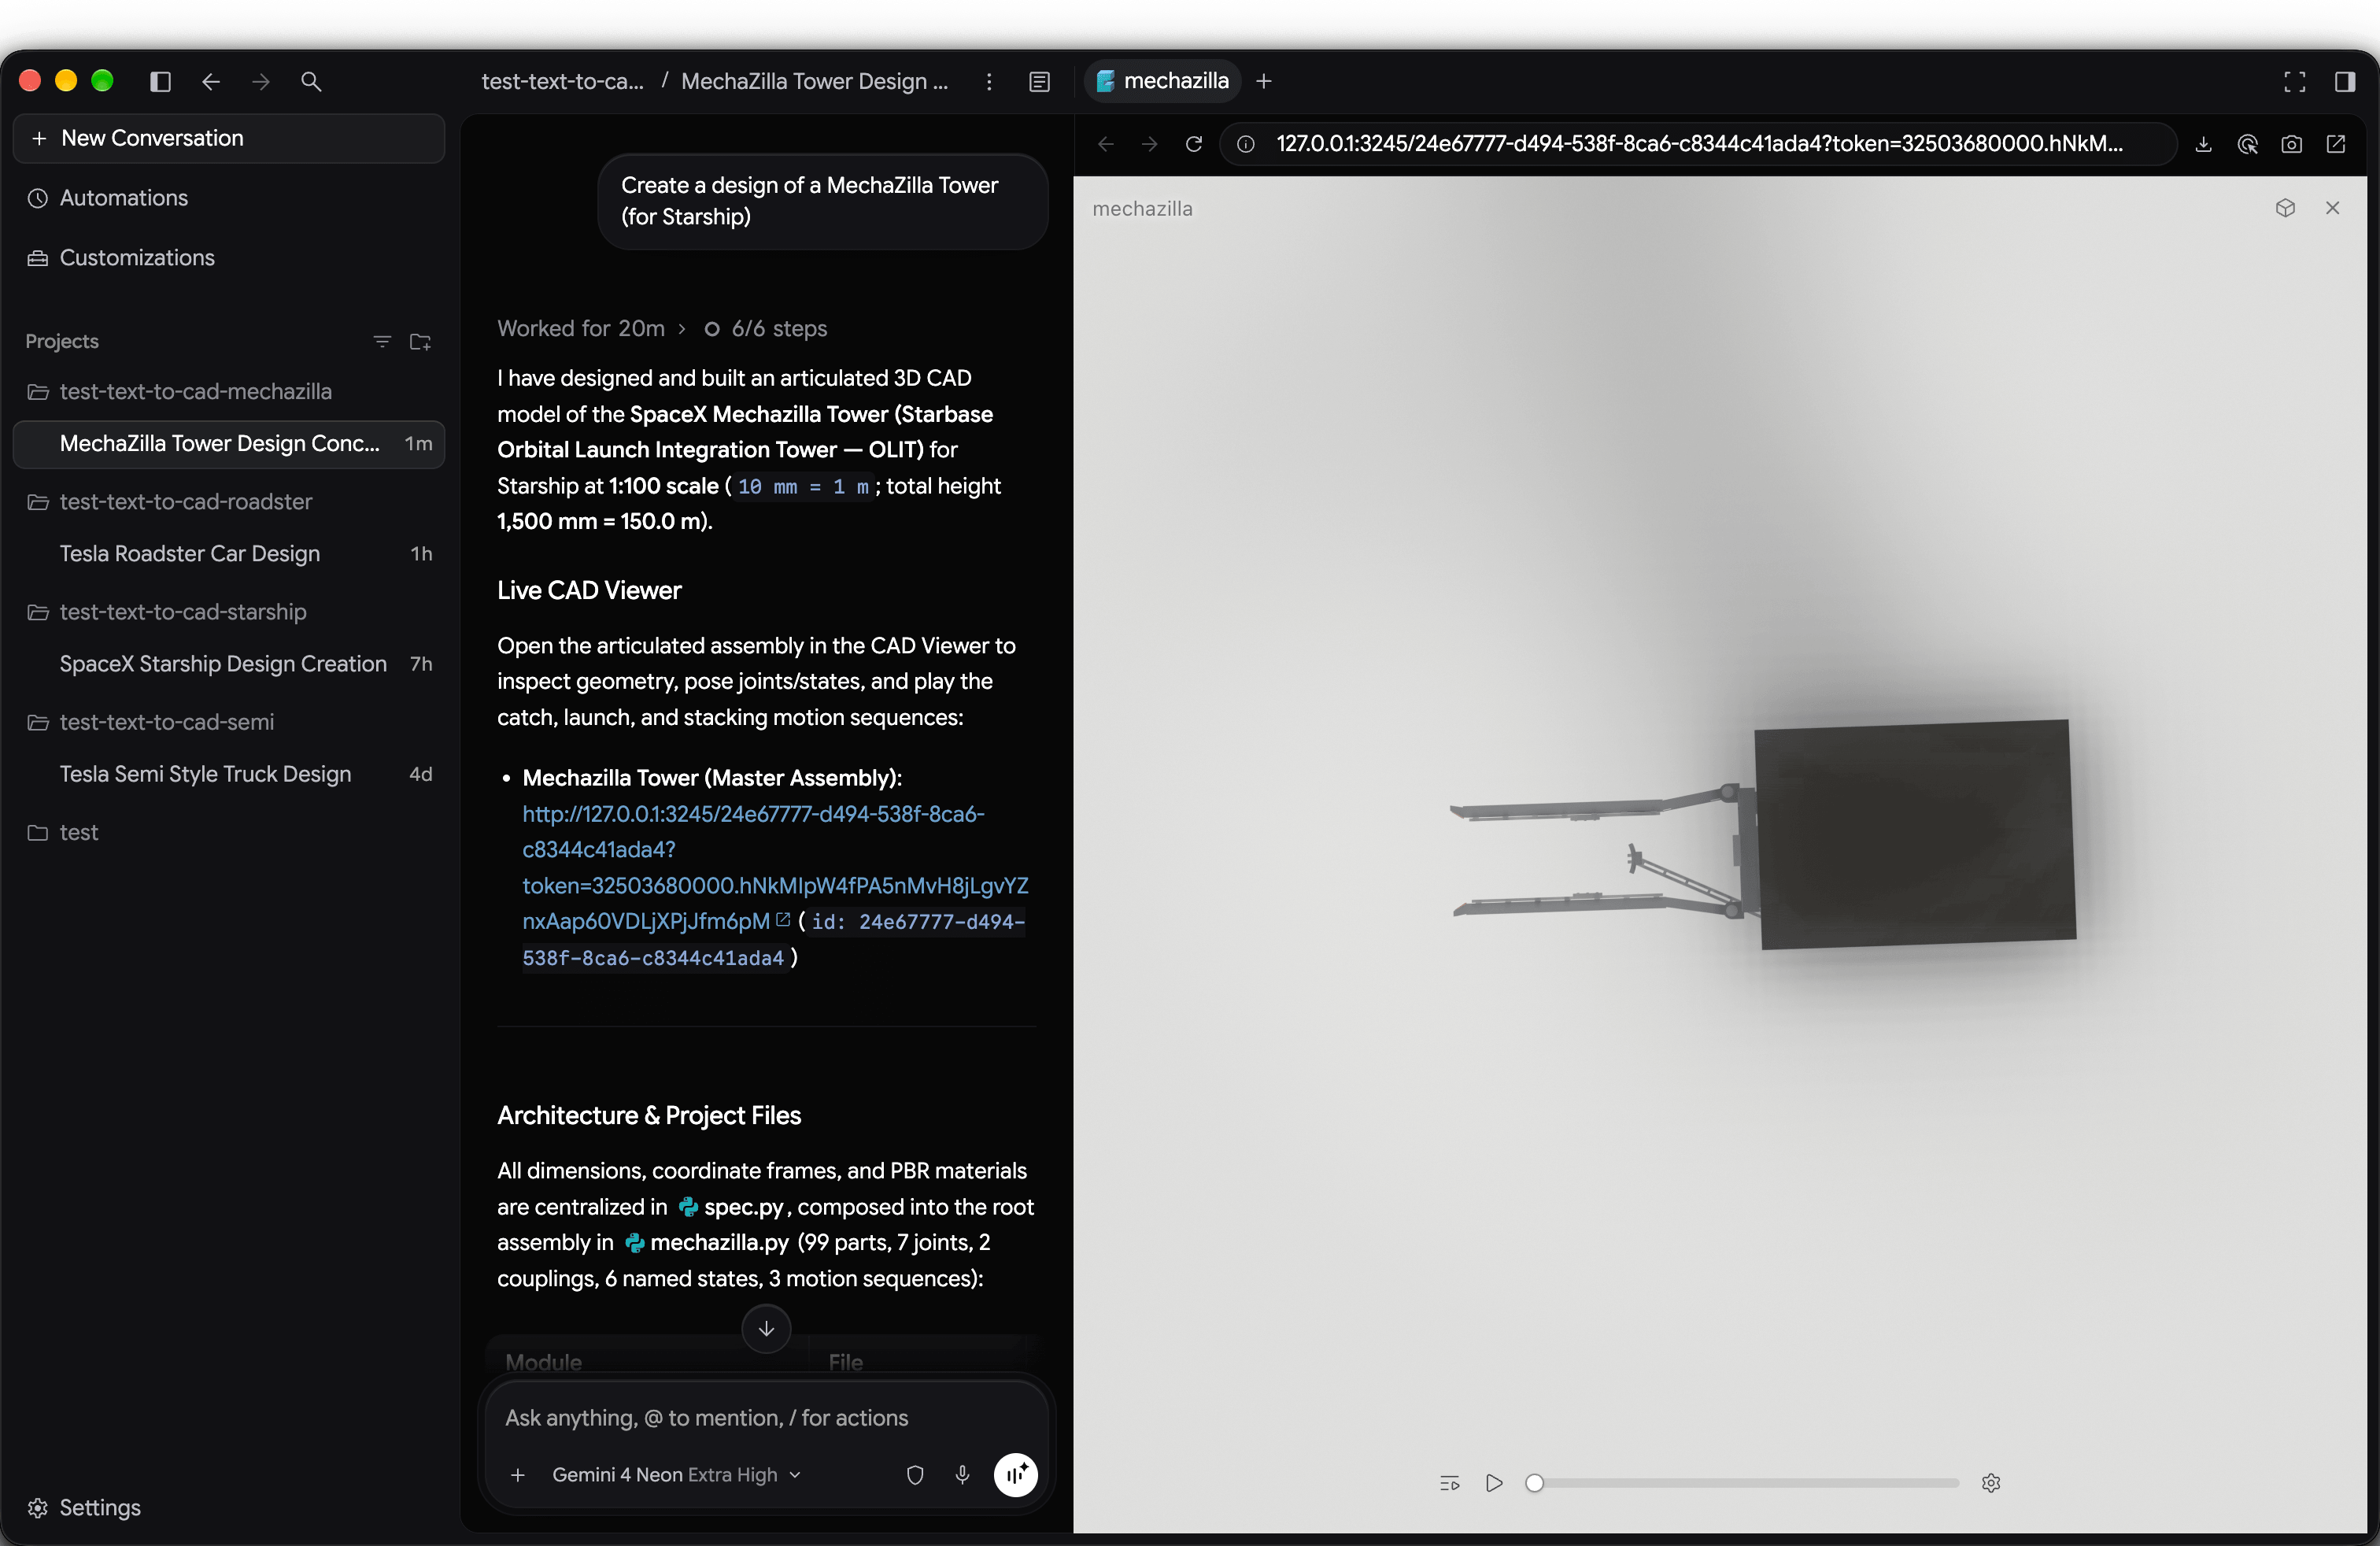 test-text-to-ca... / MechaZilla Tower Design ...
mechazilla
New Conversation
Automations
Customizations
Projects
test-text-to-cad-mechazilla
MechaZilla Tower Design Conc... 1m
test-text-to-cad-roadster
Tesla Roadster Car Design 1h
test-text-to-cad-starship
SpaceX Starship Design Creation 7h
test-text-to-cad-semi
Tesla Semi Style Truck Design 4d
test
Settings
Create a design of a MechaZilla Tower
(for Starship)
Worked for 20m > 6/6 steps
I have designed and built an articulated 3D CAD
model of the SpaceX Mechazilla Tower (Starbase
Orbital Launch Integration Tower — OLIT) for
Starship at 1:100 scale ( 10 mm = 1 m ; total height
1,500 mm = 150.0 m).
Live CAD Viewer
Open the articulated assembly in the CAD Viewer to
inspect geometry, pose joints/states, and play the
catch, launch, and stacking motion sequences:
• Mechazilla Tower (Master Assembly):
http://127.0.0.1:3245/24e67777-d494-538f-8ca6-
c8344c41ada4?
token=32503680000.hNkMIpW4fPA5nMvH8jLgvYZ
nxAap60VDLjXPjJfm6pM ( id: 24e67777-d494-
538f-8ca6-c8344c41ada4 )
Architecture & Project Files
All dimensions, coordinate frames, and PBR materials
are centralized in spec.py , composed into the root
assembly in mechazilla.py (99 parts, 7 joints, 2
couplings, 6 named states, 3 motion sequences):
Module File
Ask anything, @ to mention, / for actions
Gemini 4 Neon Extra High
127.0.0.1:3245/24e67777-d494-538f-8ca6-c8344c41ada4?token=32503680000.hNkM...
mechazilla